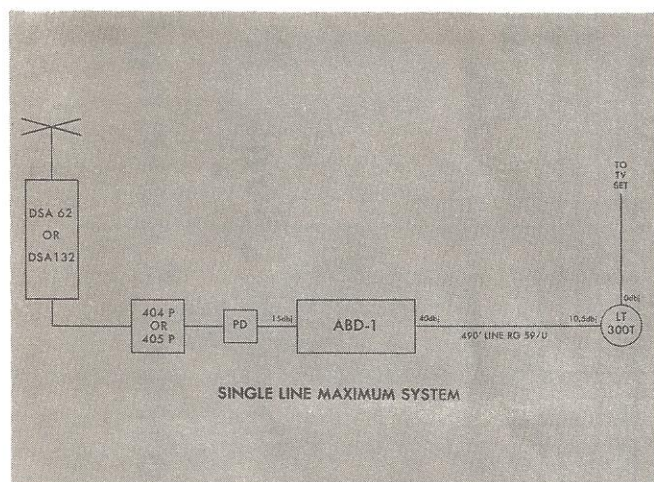 DSA 62
OR
DSA132
404 P
OR
405 P
PD
15dbj
ABD-1
40dbj
490' LINE RG 59/U
10.5dbj
LT
300T
0dbj
TO
TV
SET
SINGLE LINE MAXIMUM SYSTEM